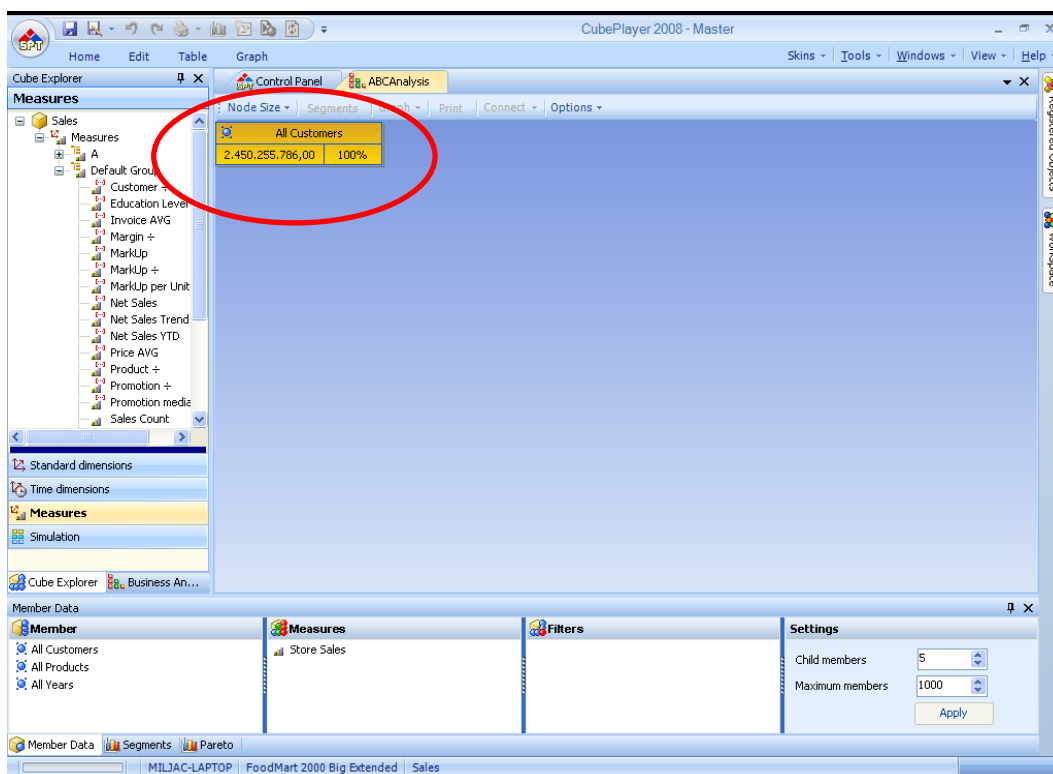 CubePlayer 2008 - Master
SPT
Home Edit Table Graph Skins Tools Windows View Help
Cube Explorer
Control Panel ABCAnalysis
Measures
Node Size Segments Graph Print Connect Options
Sales
Measures
A
Default Group
Customer ÷
Education Level
Invoice AVG
Margin ÷
MarkUp
MarkUp ÷
MarkUp per Unit
Net Sales
Net Sales Trend
Net Sales YTD
Price AVG
Product ÷
Promotion ÷
Promotion media
Sales Count
All Customers
2.450.255.786,00 100%
Registered Objects
Workspace
Standard dimensions
Time dimensions
Measures
Simulation
Cube Explorer Business An...
Member Data
Member Measures Filters Settings
All Customers Store Sales
All Products
All Years
Child members 5
Maximum members 1000
Apply
Member Data Segments Pareto
MILJAC-LAPTOP FoodMart 2000 Big Extended Sales